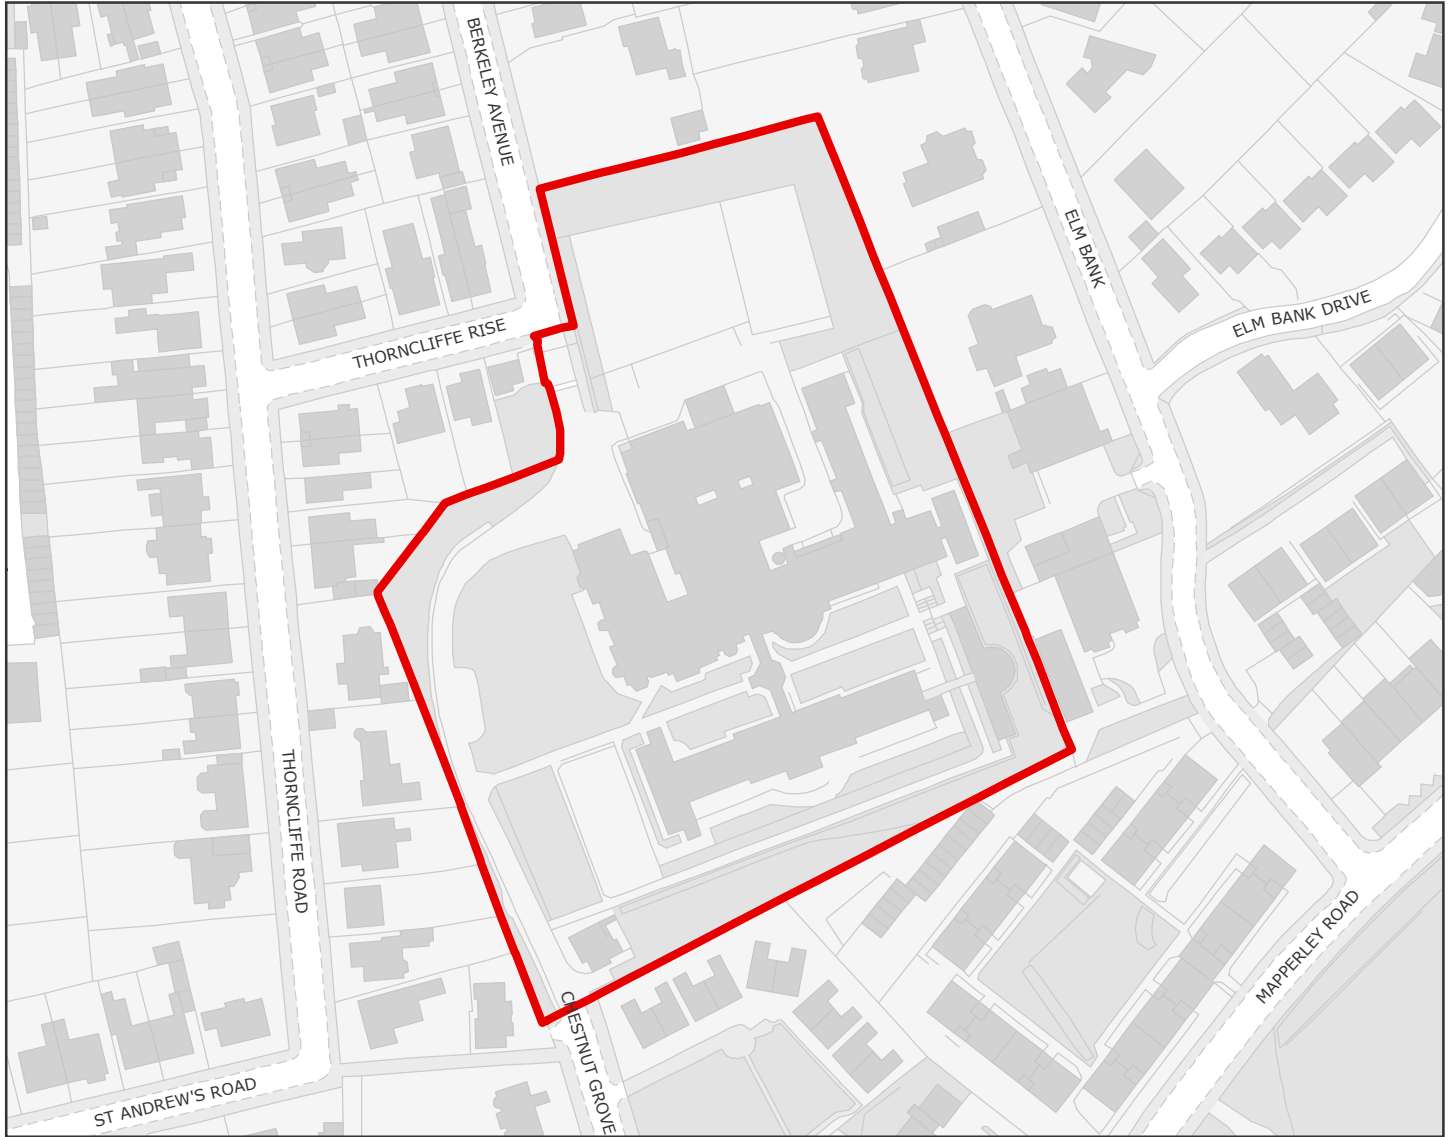 BERKELEY AVENUE
ELM BANK
ELM BANK DRIVE
THORNCLIFFE RISE
THORNCLIFFE ROAD
MAPPERLEY ROAD
CHESTNUT GROVE
ST ANDREW'S ROAD